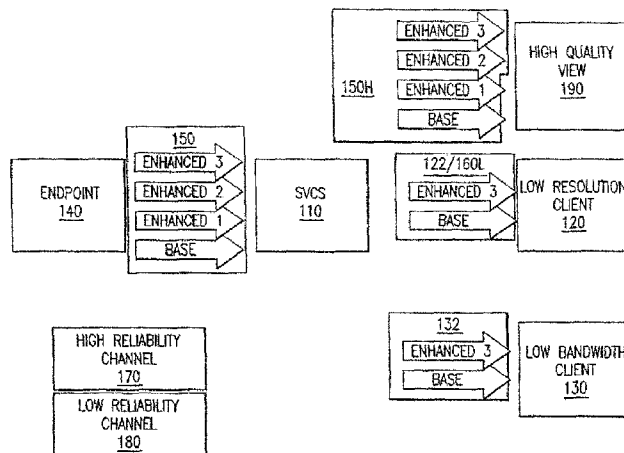 ENHANCED 3
ENHANCED 2
ENHANCED 1
BASE
150H
HIGH QUALITY
VIEW
190
150
ENHANCED 3
ENHANCED 2
ENHANCED 1
BASE
ENDPOINT
140
SVCS
110
122/160L
ENHANCED 3
BASE
LOW RESOLUTION
CLIENT
120
HIGH RELIABILITY
CHANNEL
170
LOW RELIABILITY
CHANNEL
180
132
ENHANCED 3
BASE
LOW BANDWIDTH
CLIENT
130